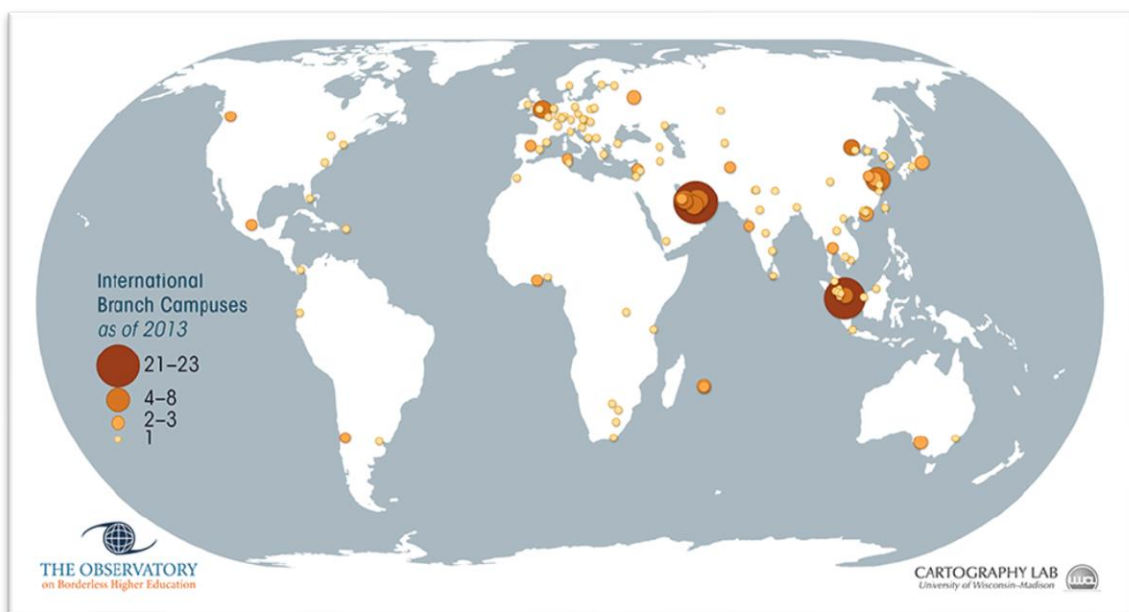 International
Branch Campuses
as of 2013
21–23
4–8
2–3
1
THE OBSERVATORY
on Borderless Higher Education
CARTOGRAPHY LAB
University of Wisconsin–Madison
UWCL